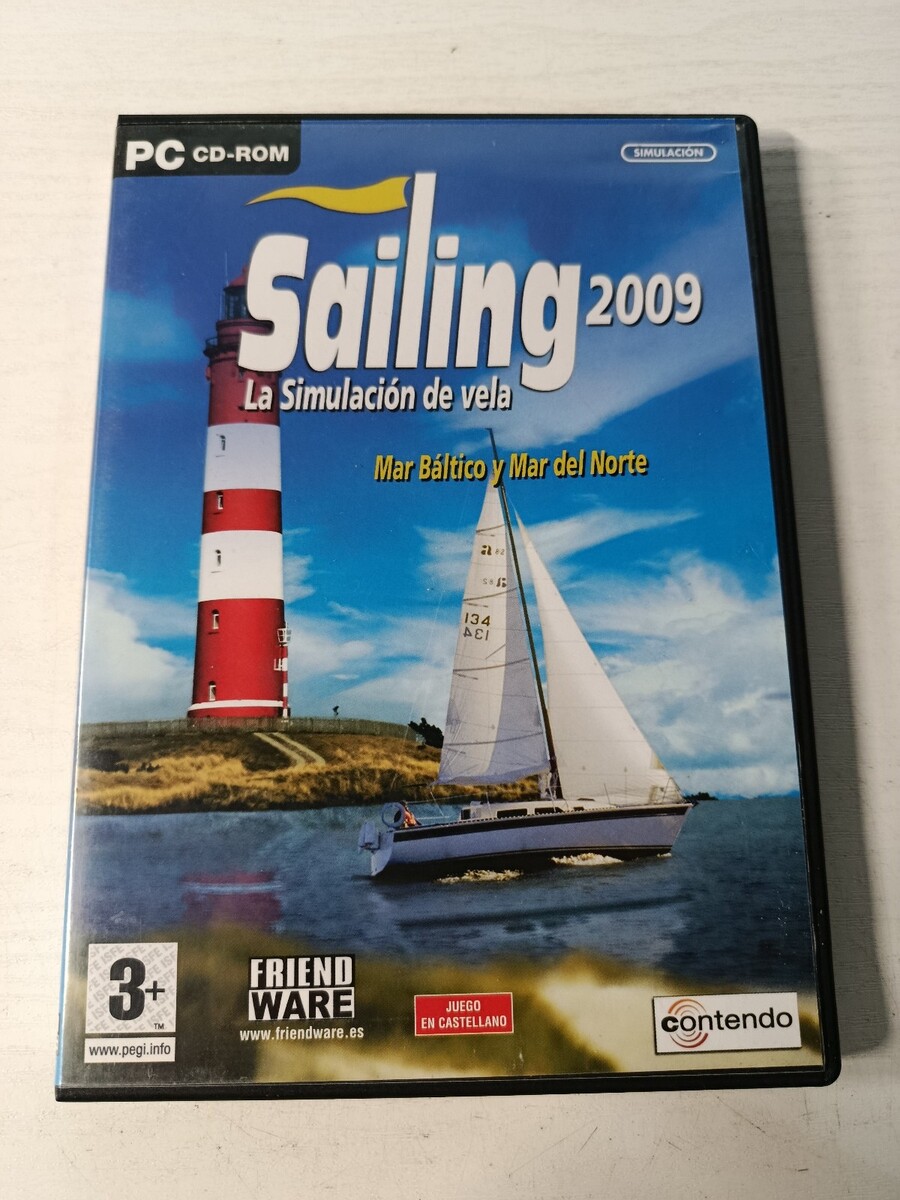 PC CD-ROM
SIMULACIÓN
Sailing 2009
La Simulación de vela
Mar Báltico y Mar del Norte
134
134
3+
TM
www.pegi.info
FRIEND
WARE
www.friendware.es
JUEGO
EN CASTELLANO
contendo